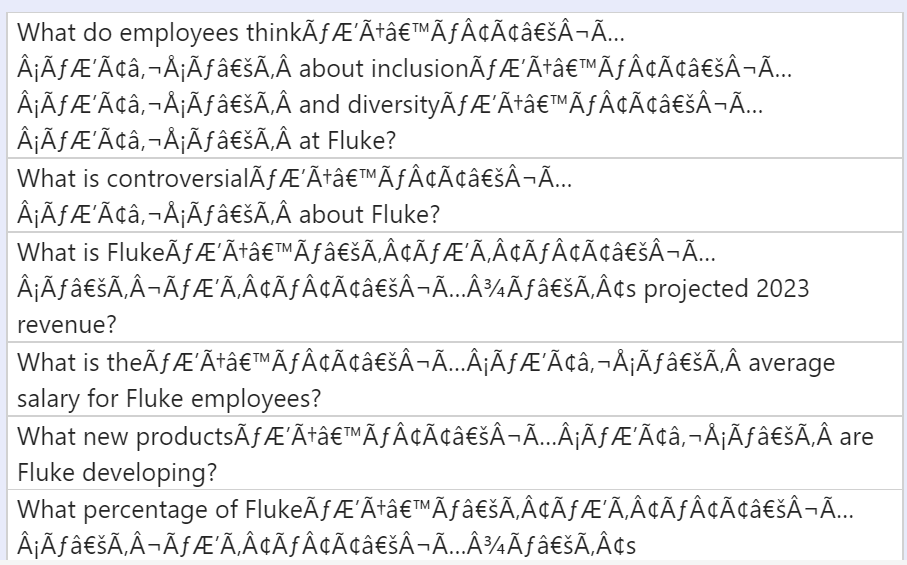 What do employees thinkÃƒÆ’Ã†â€™ÃƒÂ¢Ã¢â€šÂ¬Ã…
Â¡ÃƒÆ’Ã¢â‚¬Å¡Ãƒâ€šÃ‚Â about inclusionÃƒÆ’Ã†â€™ÃƒÂ¢Ã¢â€šÂ¬Ã…
Â¡ÃƒÆ’Ã¢â‚¬Å¡Ãƒâ€šÃ‚Â and diversityÃƒÆ’Ã†â€™ÃƒÂ¢Ã¢â€šÂ¬Ã…
Â¡ÃƒÆ’Ã¢â‚¬Å¡Ãƒâ€šÃ‚Â at Fluke?
What is controversialÃƒÆ’Ã†â€™ÃƒÂ¢Ã¢â€šÂ¬Ã…
Â¡ÃƒÆ’Ã¢â‚¬Å¡Ãƒâ€šÃ‚Â about Fluke?
What is FlukeÃƒÆ’Ã†â€™Ãƒâ€šÃ‚Â¢ÃƒÆ’Ã‚Â¢ÃƒÂ¢Ã¢â€šÂ¬Ã…
Â¡Ãƒâ€šÃ‚Â¬ÃƒÆ’Ã‚Â¢ÃƒÂ¢Ã¢â€šÂ¬Ã…Â¾Ãƒâ€šÃ‚Â¢s projected 2023
revenue?
What is theÃƒÆ’Ã†â€™ÃƒÂ¢Ã¢â€šÂ¬Ã…Â¡ÃƒÆ’Ã¢â‚¬Å¡Ãƒâ€šÃ‚Â average
salary for Fluke employees?
What new productsÃƒÆ’Ã†â€™ÃƒÂ¢Ã¢â€šÂ¬Ã…Â¡ÃƒÆ’Ã¢â‚¬Å¡Ãƒâ€šÃ‚Â are
Fluke developing?
What percentage of FlukeÃƒÆ’Ã†â€™Ãƒâ€šÃ‚Â¢ÃƒÆ’Ã‚Â¢ÃƒÂ¢Ã¢â€šÂ¬Ã…
Â¡Ãƒâ€šÃ‚Â¬ÃƒÆ’Ã‚Â¢ÃƒÂ¢Ã¢â€šÂ¬Ã…Â¾Ãƒâ€šÃ‚Â¢s